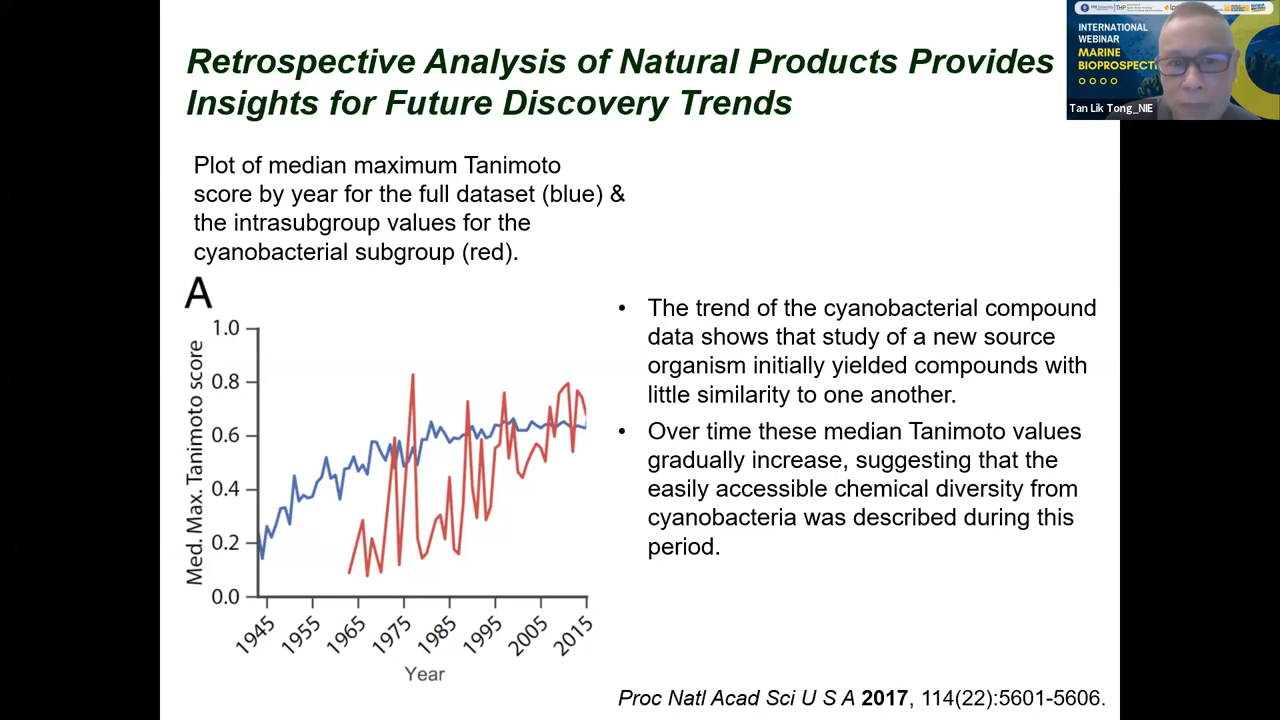 Retrospective Analysis of Natural Products Provides
Insights for Future Discovery Trends
INTERNATIONAL
WEBINAR
MARINE
Tan Lik Tong_NIE
Plot of median maximum Tanimoto
score by year for the full dataset (blue) &
the intrasubgroup values for the
cyanobacterial subgroup (red).
A
Med. Max. Tanimoto score
1.0
0.8
0.6
0.4
0.2
0.0
1945
1955
1965
1975
1985
1995
2005
2015
Year
• The trend of the cyanobacterial compound
data shows that study of a new source
organism initially yielded compounds with
little similarity to one another.
• Over time these median Tanimoto values
gradually increase, suggesting that the
easily accessible chemical diversity from
cyanobacteria was described during this
period.
Proc Natl Acad Sci U S A 2017, 114(22):5601-5606.